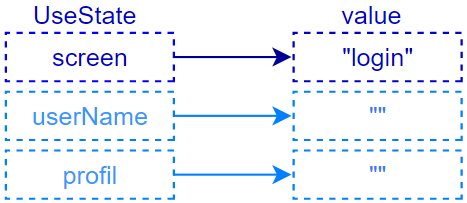 UseState value
screen "login"
userName ""
profil ""